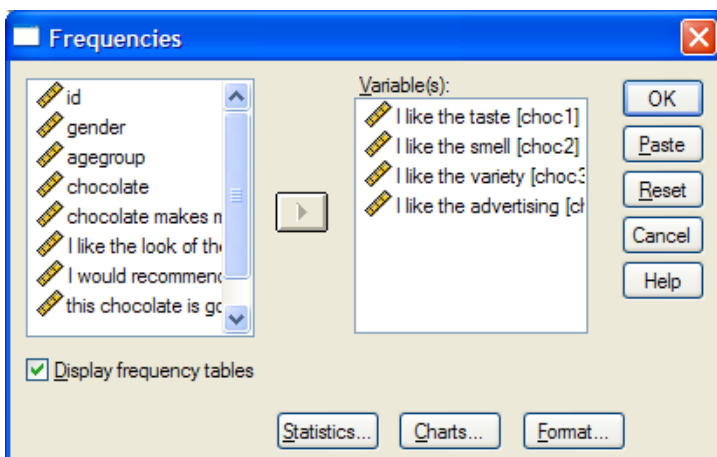 Frequencies
id
gender
agegroup
chocolate
chocolate makes m
I like the look of the
I would recommend
this chocolate is go
Display frequency tables
Variable(s):
I like the taste [choc1]
I like the smell [choc2]
I like the variety [choc3
I like the advertising [ch
OK
Paste
Reset
Cancel
Help
Statistics...
Charts...
Format...